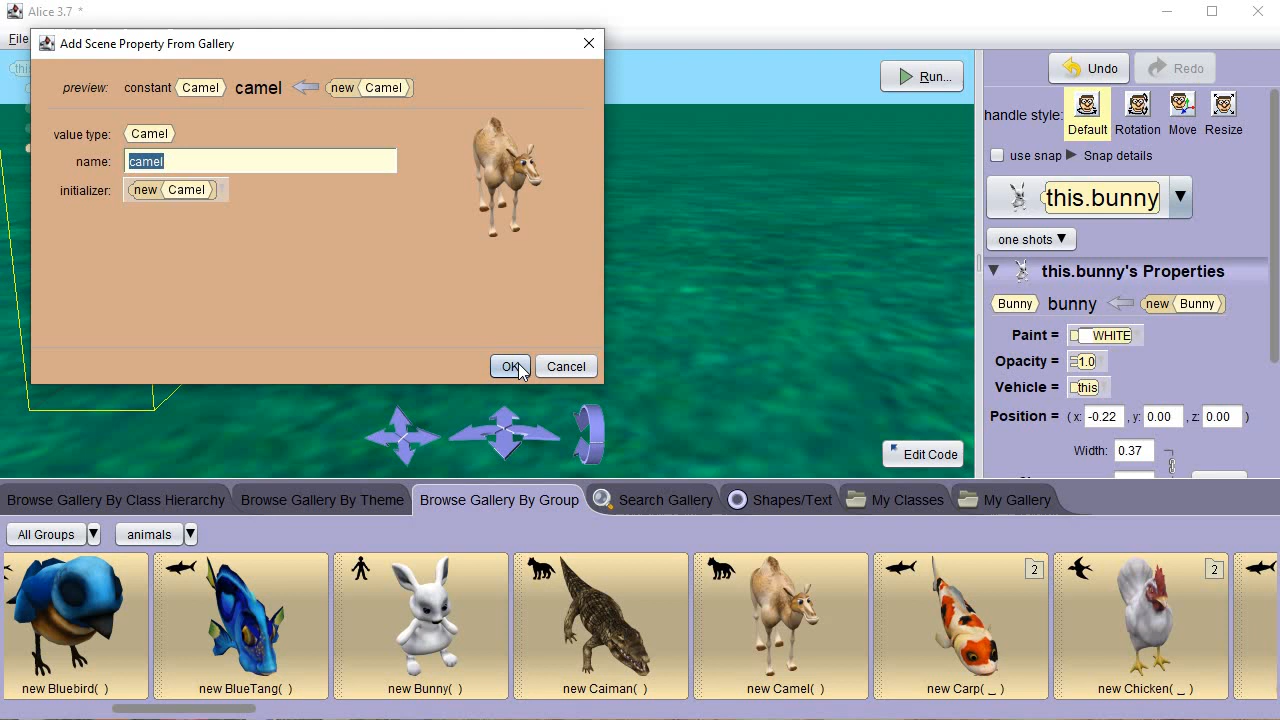 Alice 3.7 *
File
Add Scene Property From Gallery
preview: constant Camel camel new Camel
value type: Camel
name: camel
initializer: new Camel
OK Cancel
Run...
Edit Code
Undo Redo
handle style: Default Rotation Move Resize
use snap Snap details
this.bunny
one shots
this.bunny's Properties
Bunny bunny new Bunny
Paint = WHITE
Opacity = 1.0
Vehicle = this
Position = ( x: -0.22 , y: 0.00 , z: 0.00 )
Width: 0.37
Browse Gallery By Class Hierarchy Browse Gallery By Theme Browse Gallery By Group Search Gallery Shapes/Text My Classes My Gallery
All Groups animals
2 2
new Bluebird( ) new BlueTang( ) new Bunny( ) new Caiman( ) new Camel( ) new Carp( _ ) new Chicken( _ )